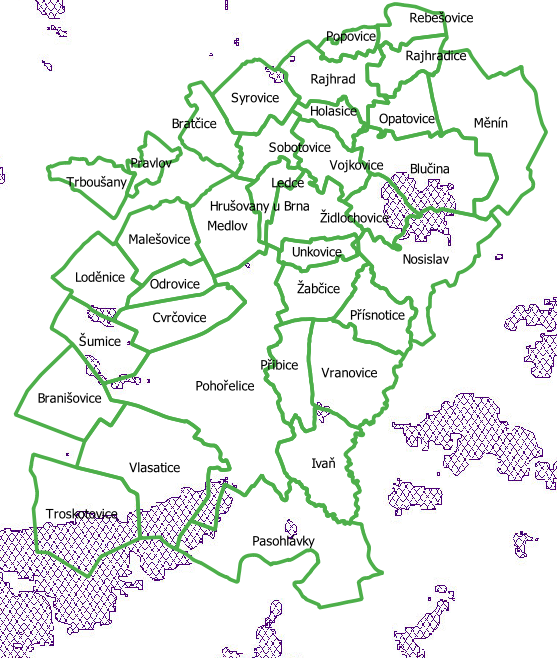 Rebešovice
Popovice
Rajhradice
Rajhrad
Syrovice
Holasice
Opatovice
Měnín
Bratčice
Sobotovice
Pravlov
Vojkovice
Blučina
Trboušany
Ledce
Hrušovany u Brna
Židlochovice
Medlov
Malešovice
Unkovice
Nosislav
Loděnice
Odrovice
Žabčice
Cvrčovice
Přísnotice
Šumice
Přibice
Vranovice
Pohořelice
Branišovice
Ivaň
Vlasatice
Troskotovice
Pasohlávky